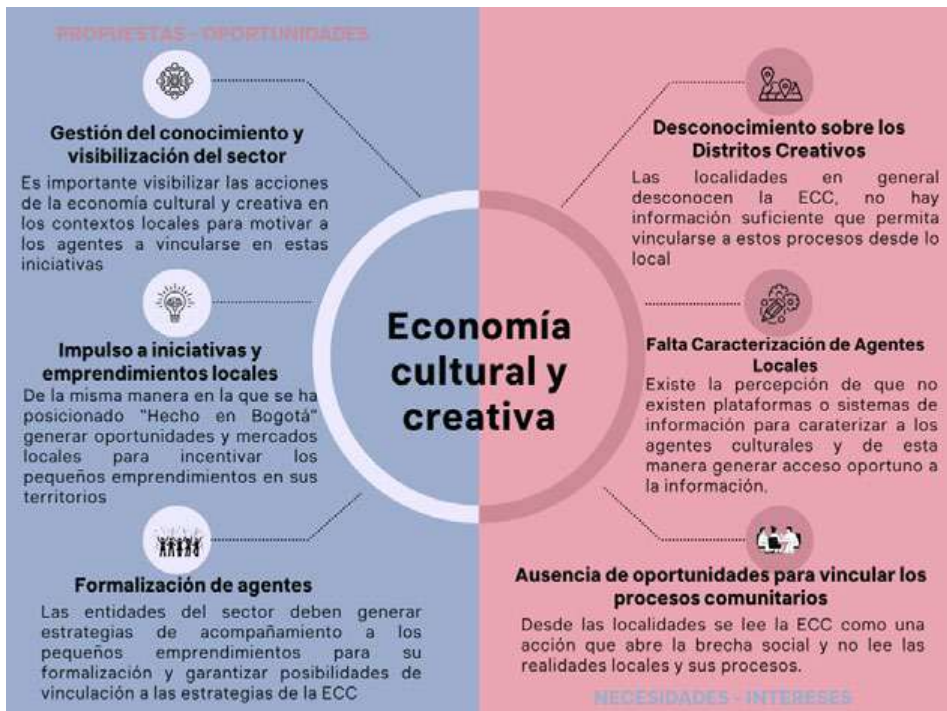 PROPUESTAS - OPORTUNIDADES
Gestión del conocimiento y
visibilización del sector
Es importante visibilizar las acciones
de la economía cultural y creativa en
los contextos locales para motivar a
los agentes a vincularse en estas
iniciativas
Impulso a iniciativas y
emprendimientos locales
De la misma manera en la que se ha
posicionado "Hecho en Bogotá"
generar oportunidades y mercados
locales para incentivar los
pequeños emprendimientos en sus
territorios
Formalización de agentes
Las entidades del sector deben generar
estrategias de acompañamiento a los
pequeños emprendimientos para su
formalización y garantizar posibilidades de
vinculación a las estrategias de la ECC
Economía
cultural y
creativa
Desconocimiento sobre los
Distritos Creativos
Las localidades en general
desconocen la ECC, no hay
información suficiente que permita
vincularse a estos procesos desde lo
local
Falta Caracterización de Agentes
Locales
Existe la percepción de que no
existen plataformas o sistemas de
información para caraterizar a los
agentes culturales y de esta
manera generar acceso oportuno a
la información.
Ausencia de oportunidades para vincular los
procesos comunitarios
Desde las localidades se lee la ECC como una
acción que abre la brecha social y no lee las
realidades locales y sus procesos.
NECESIDADES - INTERESES